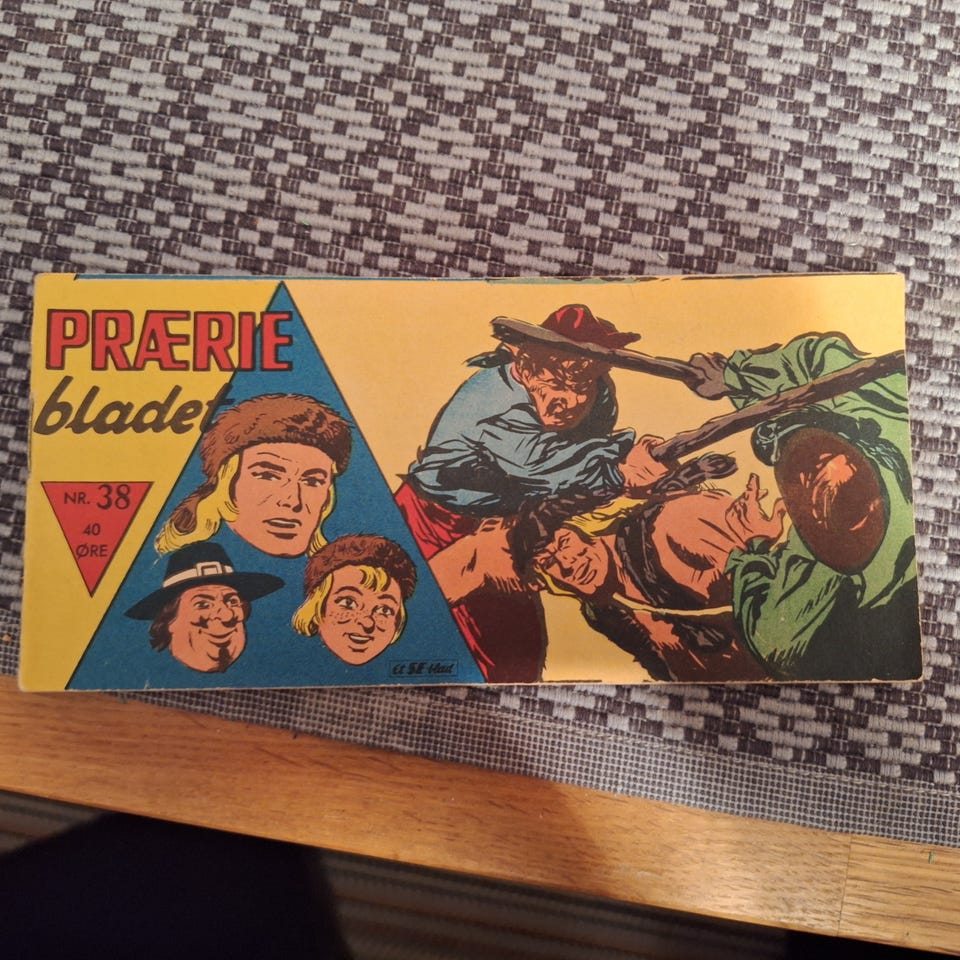 PRÆRIE
bladet
NR. 38
40
ØRE
Et SE-blad